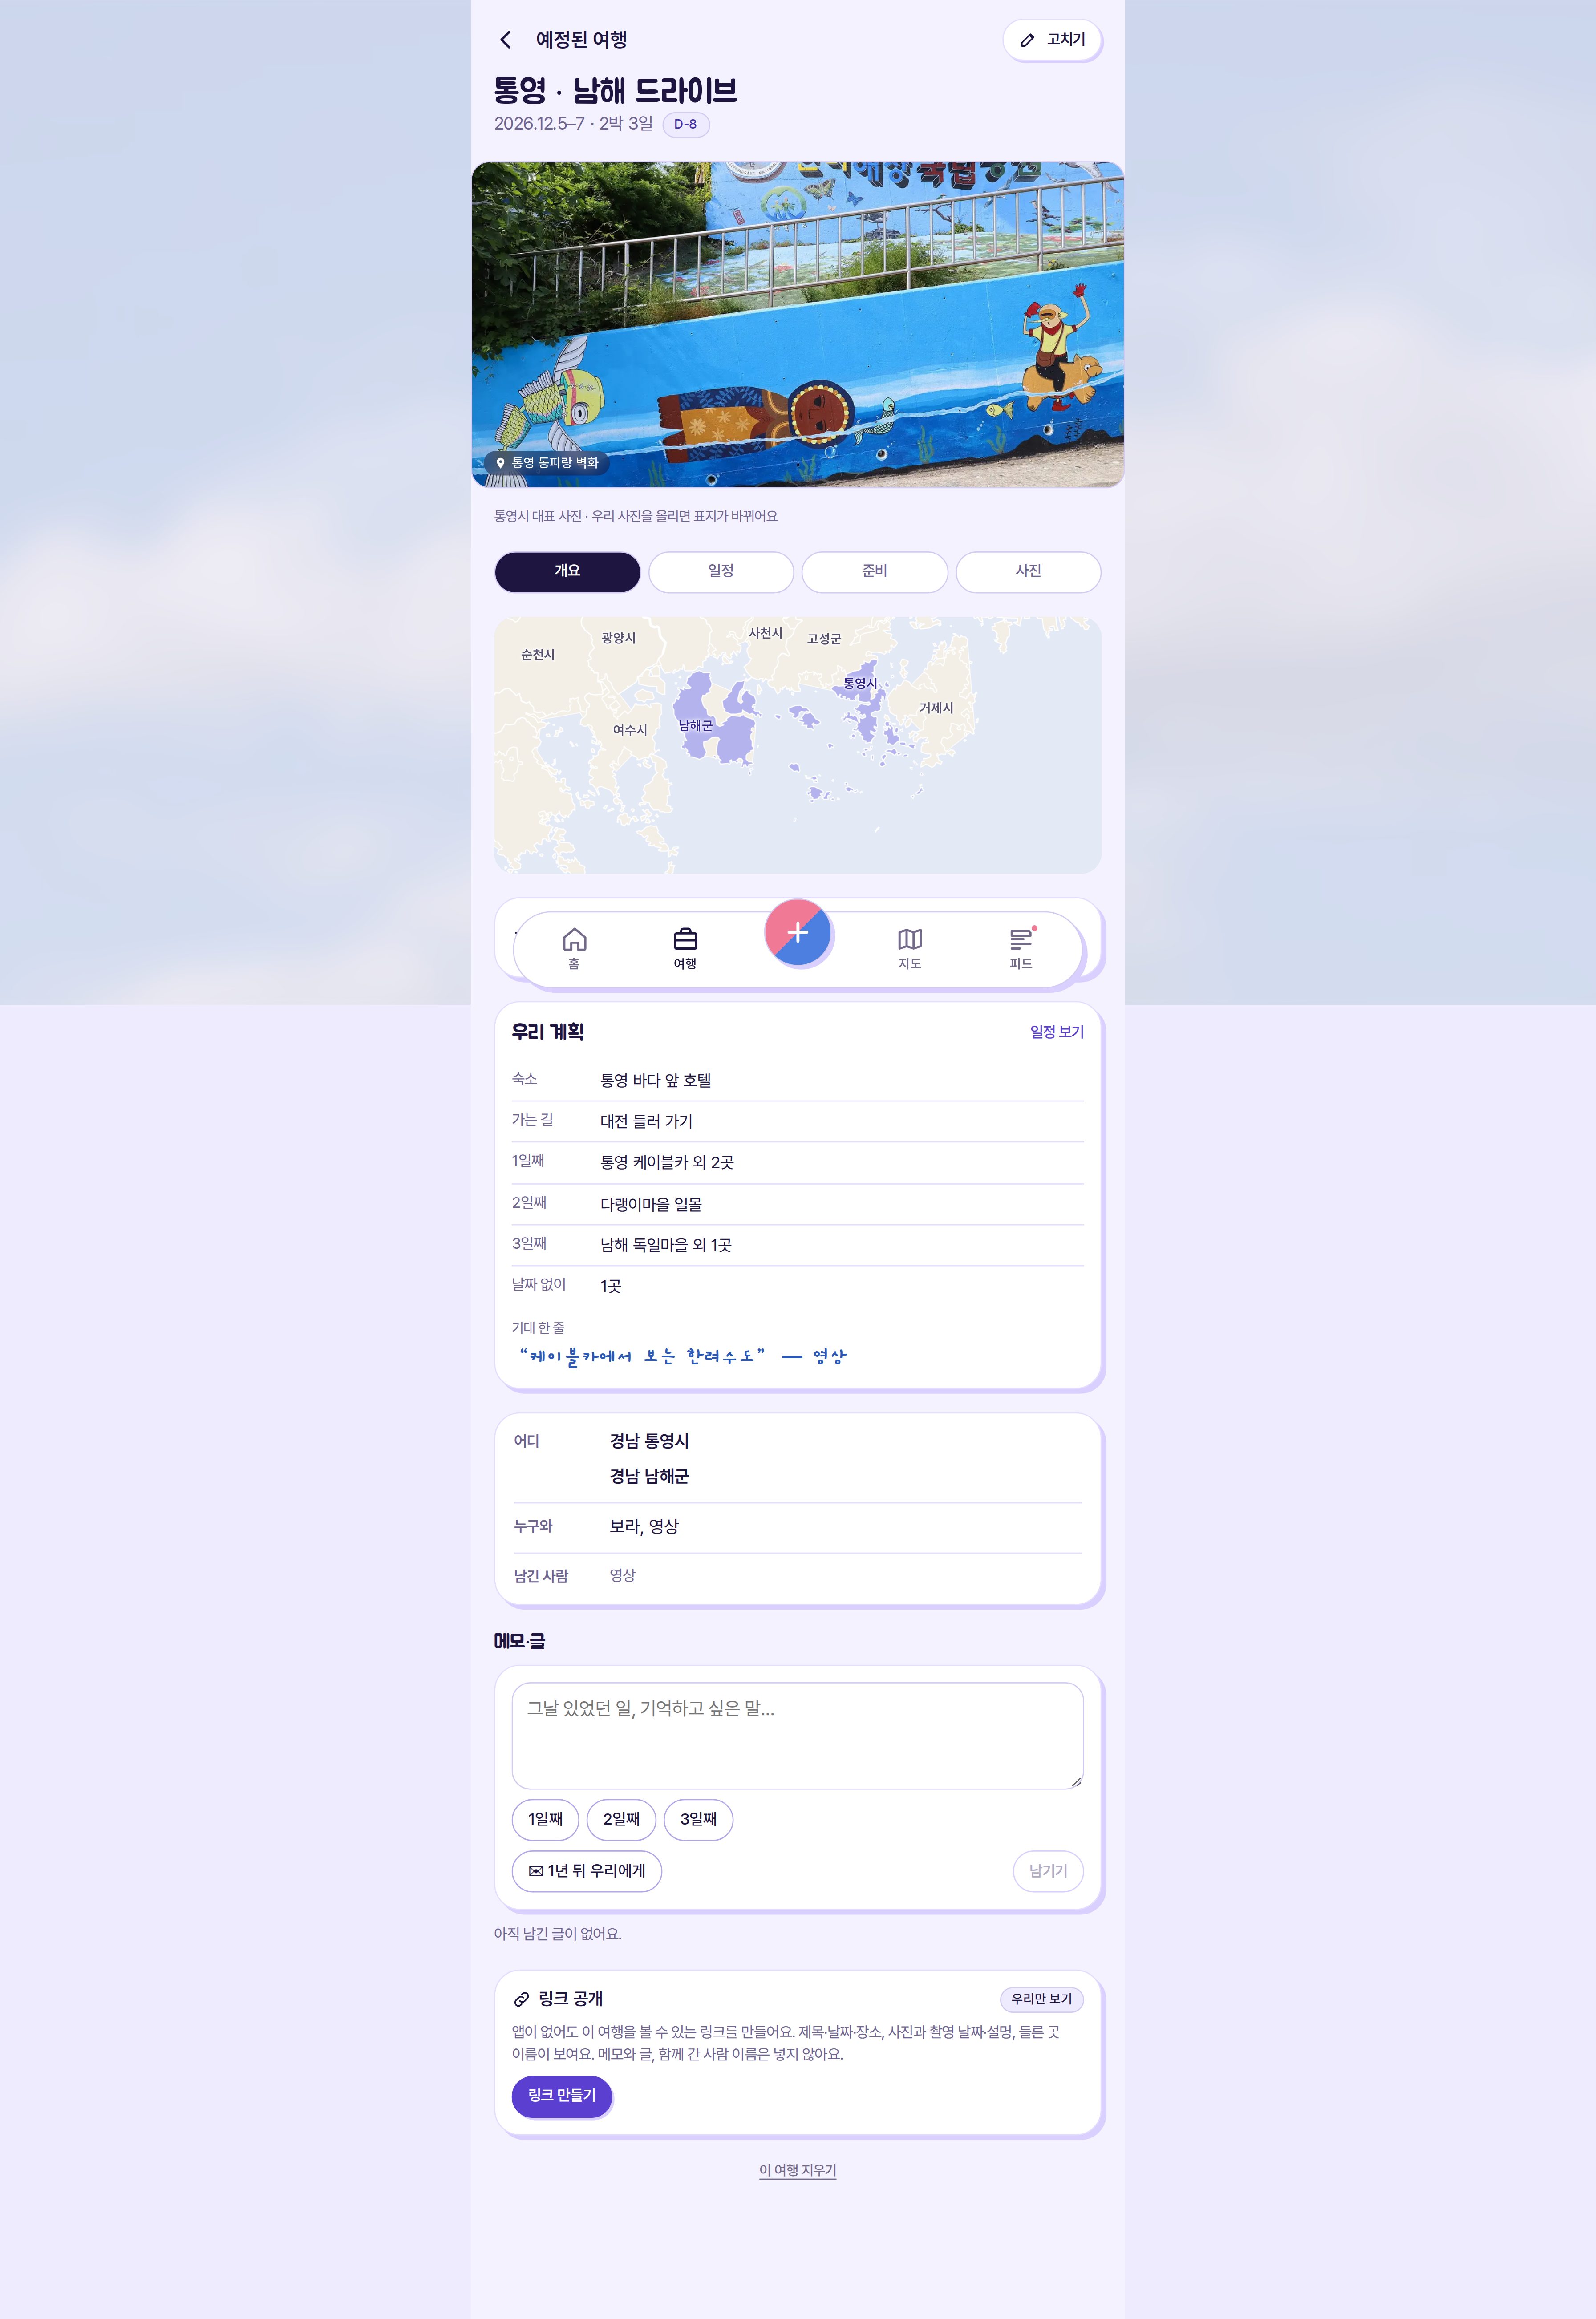 예정된 여행
고치기
통영 · 남해 드라이브
2026.12.5–7 · 2박 3일 D-8
통영 동피랑 벽화
통영시 대표 사진 · 우리 사진을 올리면 표지가 바뀌어요
개요 일정 준비 사진
순천시 광양시 사천시 고성군
통영시
여수시 남해군 거제시
홈 여행 지도 피드
우리 계획 일정 보기
숙소 통영 바다 앞 호텔
가는 길 대전 들러 가기
1일째 통영 케이블카 외 2곳
2일째 다랭이마을 일몰
3일째 남해 독일마을 외 1곳
날짜 없이 1곳
기대 한 줄
“케이블카에서 보는 한려수도” — 영상
어디 경남 통영시
경남 남해군
누구와 보라, 영상
남긴 사람 영상
메모·글
그날 있었던 일, 기억하고 싶은 말...
1일째 2일째 3일째
✉ 1년 뒤 우리에게 남기기
아직 남긴 글이 없어요.
링크 공개 우리만 보기
앱이 없어도 이 여행을 볼 수 있는 링크를 만들어요. 제목·날짜·장소, 사진과 촬영 날짜·설명, 들른 곳
이름이 보여요. 메모와 글, 함께 간 사람 이름은 넣지 않아요.
링크 만들기
이 여행 지우기